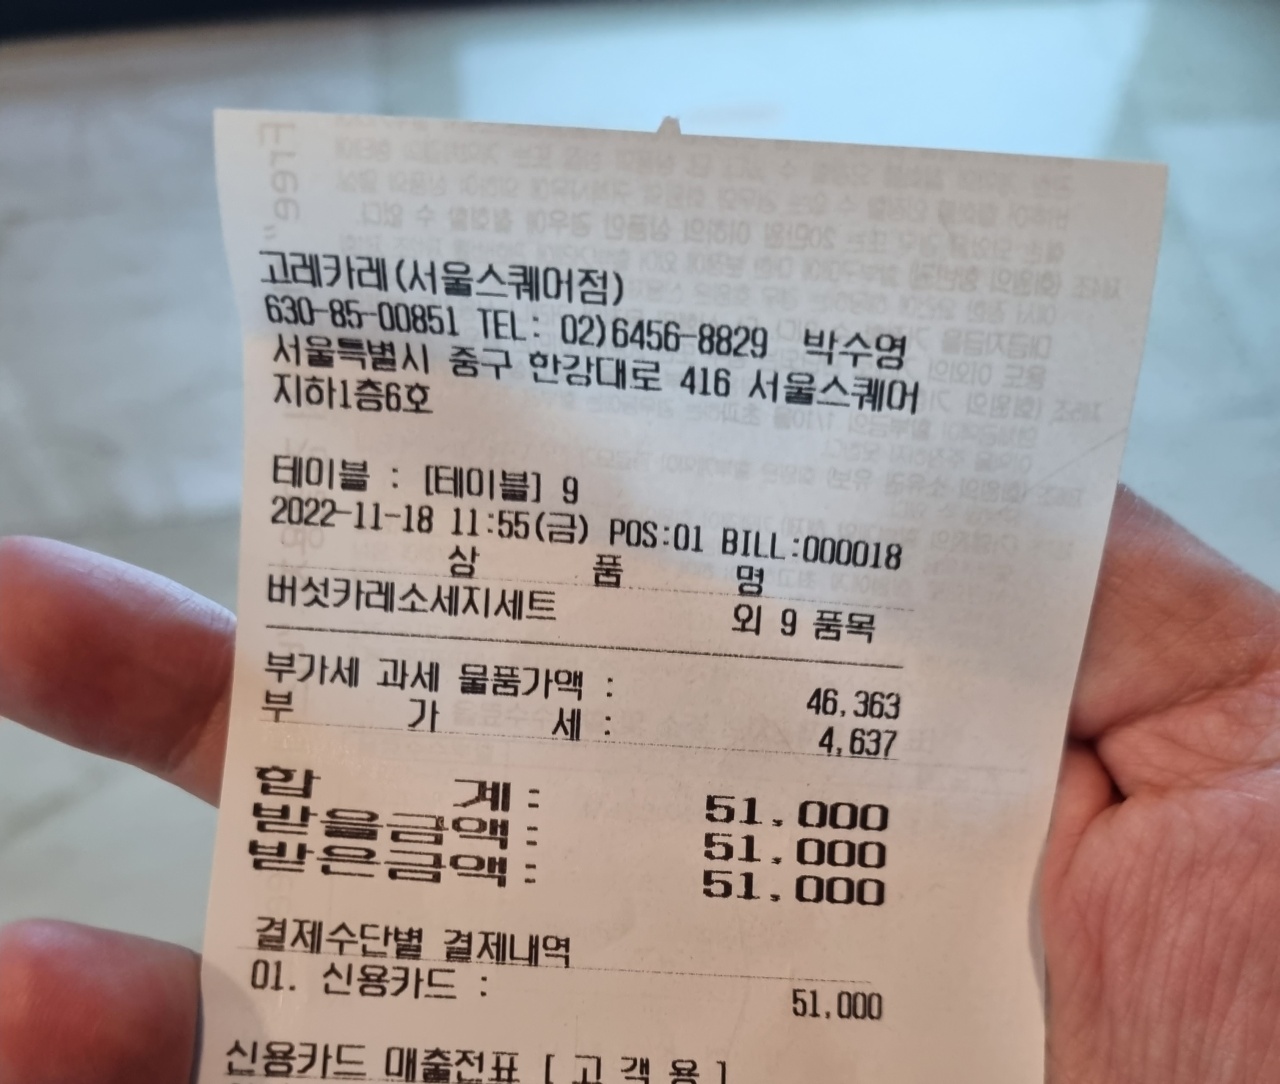 고레카레(서울스퀘어점)
630-85-00851 TEL: 02)6456-8829 박수영
서울특별시 중구 한강대로 416 서울스퀘어
지하1층6호
테이블 : [테이블] 9
2022-11-18 11:55(금) POS:01 BILL:000018
상 품 명
버섯카레소세지세트 외 9 품목
부가세 과세 물품가액 : 46,363
부 가 세 : 4,637
합 계 : 51,000
받을금액 : 51,000
받은금액 : 51,000
결제수단별 결제내역
01. 신용카드 : 51,000
신용카드 매출전표 [ 고 객 용 ]